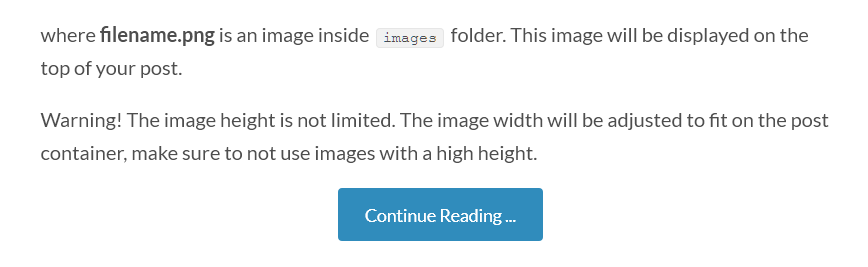 where filename.png is an image inside images folder. This image will be displayed on the
top of your post.
Warning! The image height is not limited. The image width will be adjusted to fit on the post
container, make sure to not use images with a high height.
Continue Reading ...